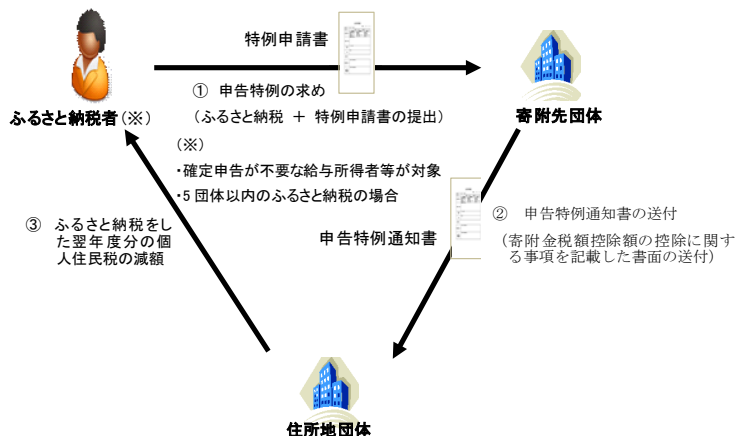 特例申請書
① 申告特例の求め
（ふるさと納税 ＋ 特例申請書の提出）
ふるさと納税者（※）
寄附先団体
（※）
・確定申告が不要な給与所得者等が対象
・5 団体以内のふるさと納税の場合
② 申告特例通知書の送付
（寄附金税額控除額の控除に関す
る事項を記載した書面の送付）
申告特例通知書
③ ふるさと納税をし
た翌年度分の個
人住民税の減額
住所地団体